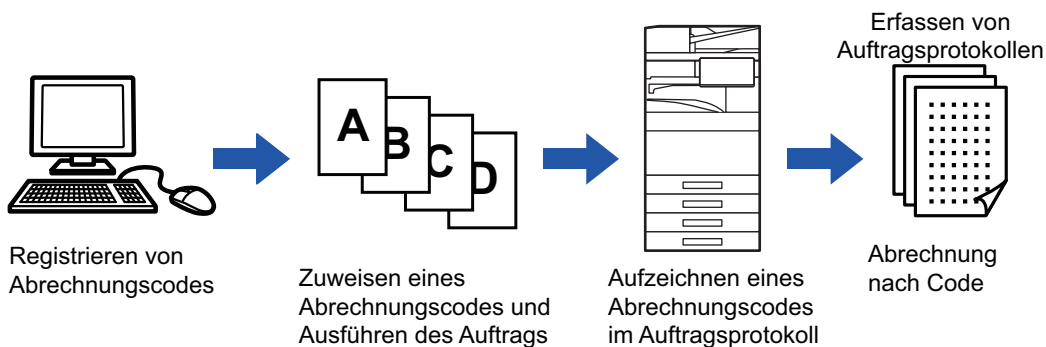 Erfassen von
Auftragsprotokollen
A
B
C
D
Registrieren von
Abrechnungscodes
Zuweisen eines
Abrechnungscodes und
Ausführen des Auftrags
Aufzeichnen eines
Abrechnungscodes
im Auftragsprotokoll
Abrechnung
nach Code